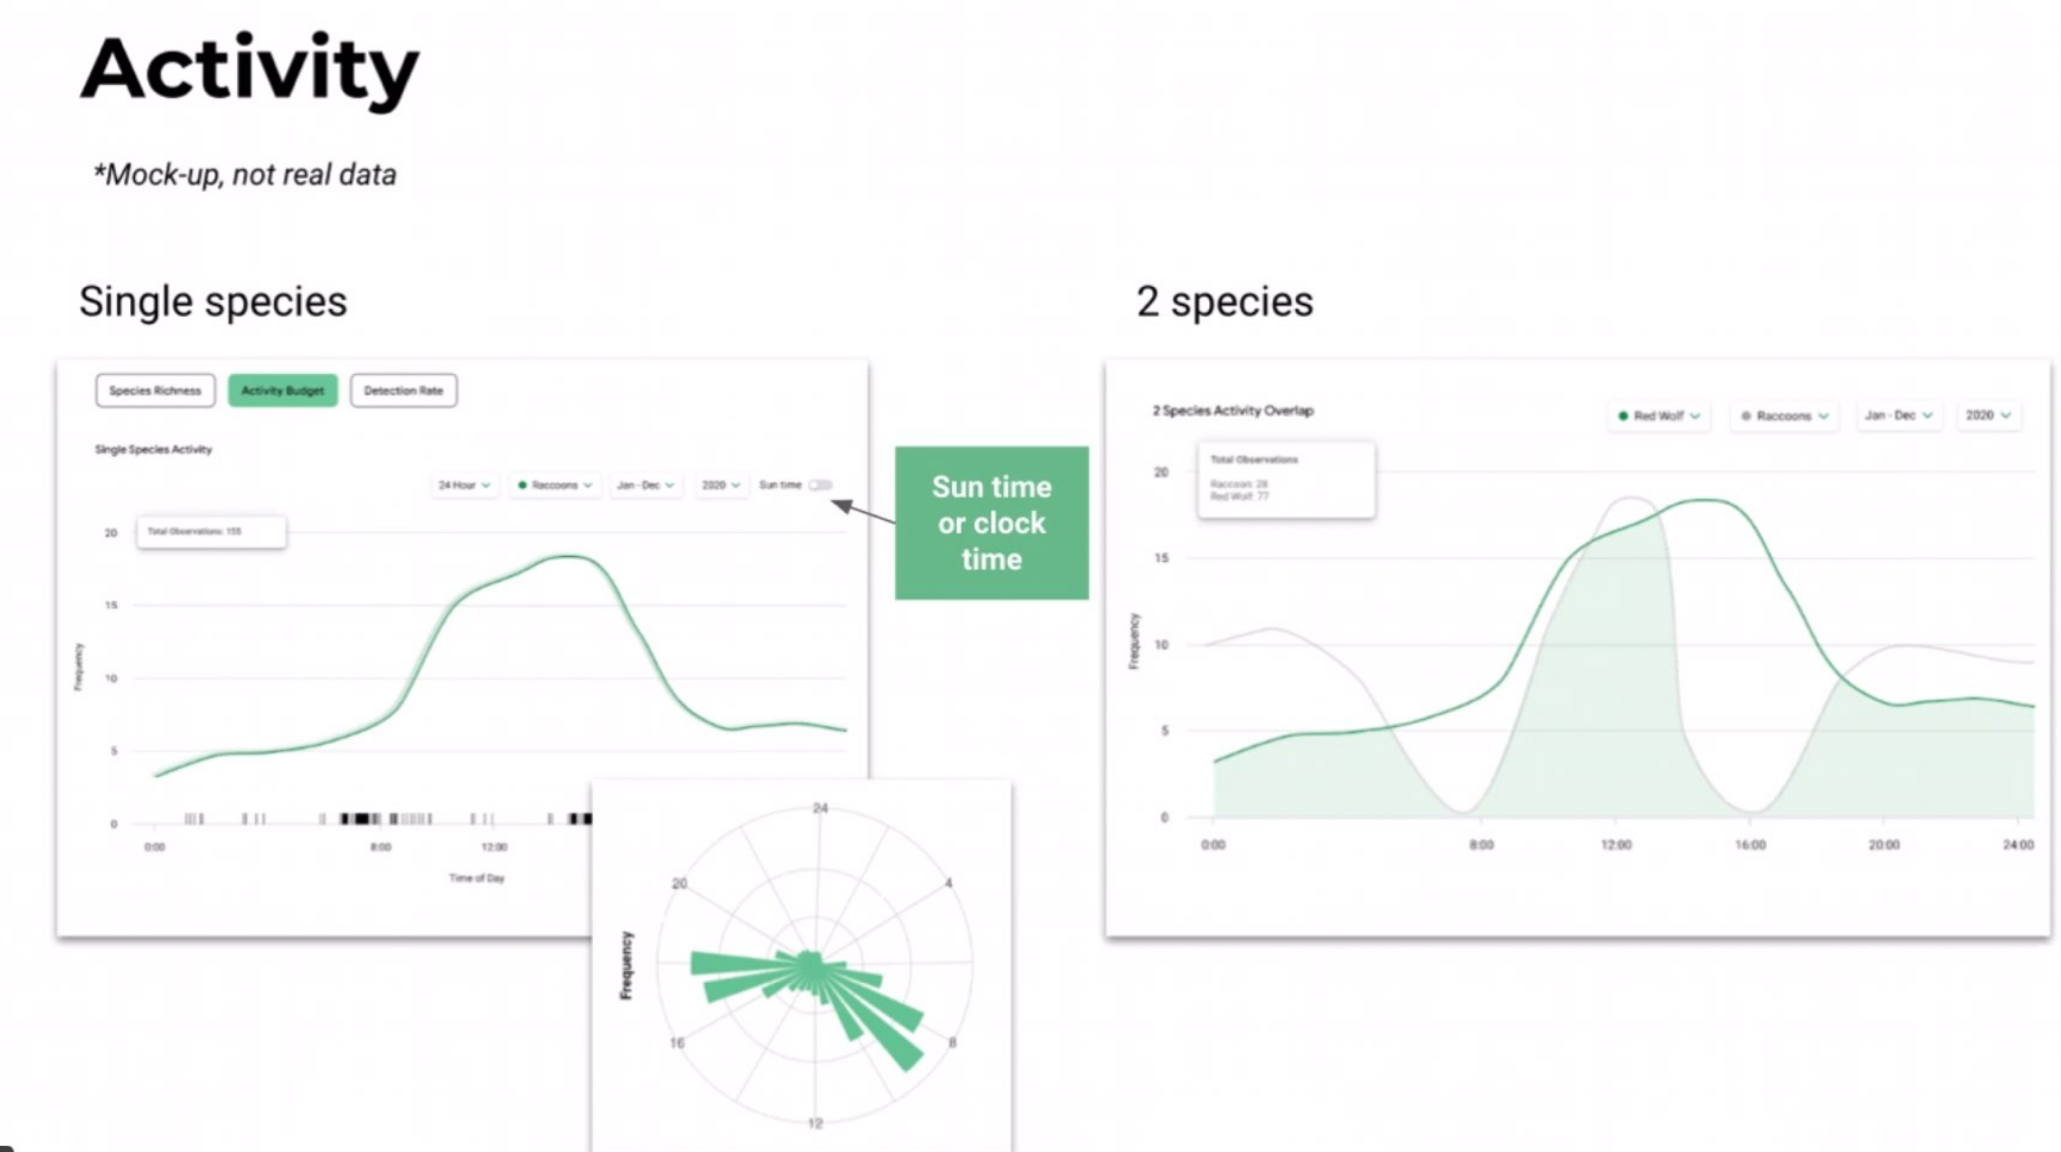 Activity
*Mock-up, not real data
Single species
Species Richness
Activity Budget
Detection Rate
Single Species Activity
24 Hour
Raccoons
Jan - Dec
2020
Sun time
Total Observations: 155
20
15
10
5
0
Frequency
0:00
8:00
12:00
Time of Day
Sun time
or clock
time
24
4
8
12
16
20
Frequency
2 species
2 Species Activity Overlap
Red Wolf
Raccoons
Jan - Dec
2020
Total Observations
Raccoon: 28
Red Wolf: 77
20
15
10
5
0
Frequency
0:00
8:00
12:00
16:00
20:00
24:00